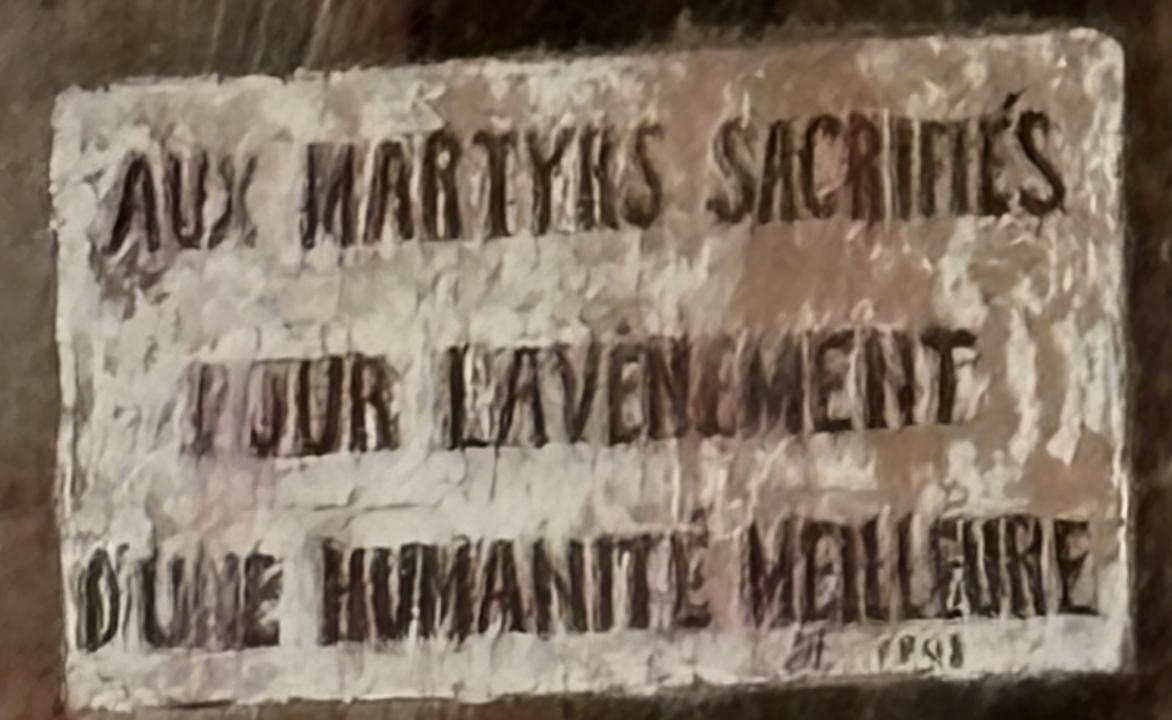 AUX MARTYRS SACRIFIÉS
POUR L'AVÈNEMENT
D'UNE HUMANITÉ MEILLEURE